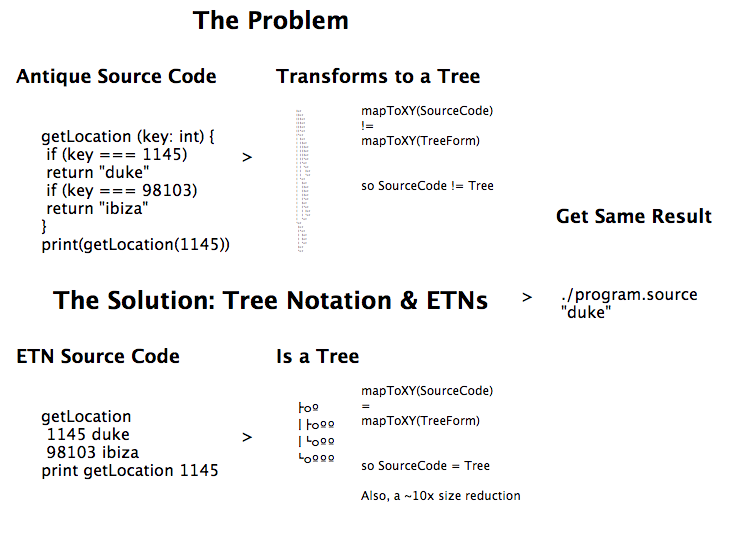 The Problem
Antique Source Code
getLocation (key: int) {
if (key === 1145)
return "duke"
if (key === 98103)
return "ibiza"
}
print(getLocation(1145))
>
Transforms to a Tree
mapToXY(SourceCode)
!=
mapToXY(TreeForm)
so SourceCode != Tree
Get Same Result
The Solution: Tree Notation & ETNs
>
./program.source
"duke"
ETN Source Code
getLocation
1145 duke
98103 ibiza
print getLocation 1145
>
Is a Tree
├oº
|├oºº
|└oºº
└oººº
mapToXY(SourceCode)
=
mapToXY(TreeForm)
so SourceCode = Tree
Also, a ~10x size reduction